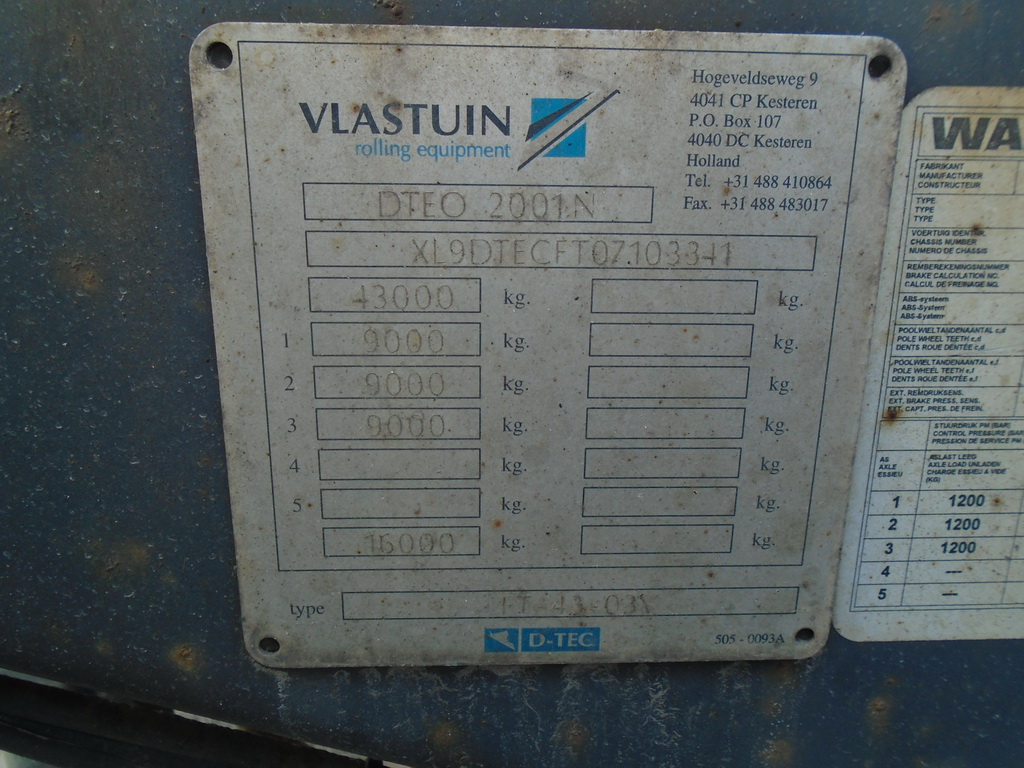 VLASTUIN
rolling equipment
Hogeveldseweg 9
4041 CP Kesteren
P.O. Box 107
4040 DC Kesteren
Holland
Tel. +31 488 410864
Fax. +31 488 483017
DTEO 2001N
XL9DTECFT07103341
43000 kg. kg.
1 9000 kg. kg.
2 9000 kg. kg.
3 9000 kg. kg.
4 kg. kg.
5 kg. kg.
16000 kg. kg.
type
D-TEC
505 - 0093A
WA
FABRIKANT
MANUFACTURER
CONSTRUCTEUR
TYPE
TYPE
TYPE
VOERTUIG
CHASSIS NUMBER
NUMERO DE CHASSIS
REMBEREKENINGSNUMMER
BRAKE CALCULATION NO.
CALCUL DE FREINAGE NO.
ABS-systeem
ABS-System
ABS-System
POOLWIELTANDENAANTAL c,d
POLE WHEEL TEETH c,d
DENTS ROUE DENTÉE c,d
POOLWIELTANDENAANTAL e,f
POLE WHEEL TEETH e,f
DENTS ROUE DENTÉE e,f
EXT. REMDRUKSENS.
EXT. BRAKE PRESS. SENS.
EXT. CAPT. PRES. DE FREIN.
STUURDRUK PM (BAR)
CONTROL PRESSURE (BAR
PRESSION DE SERVICE PM
AS
AXLE
ESSIEU
ASLAST LEEG
AXLE LOAD UNLADEN
CHARGE ESSIEU A VIDE
(KG)
1 1200
2 1200
3 1200
4 —
5 —